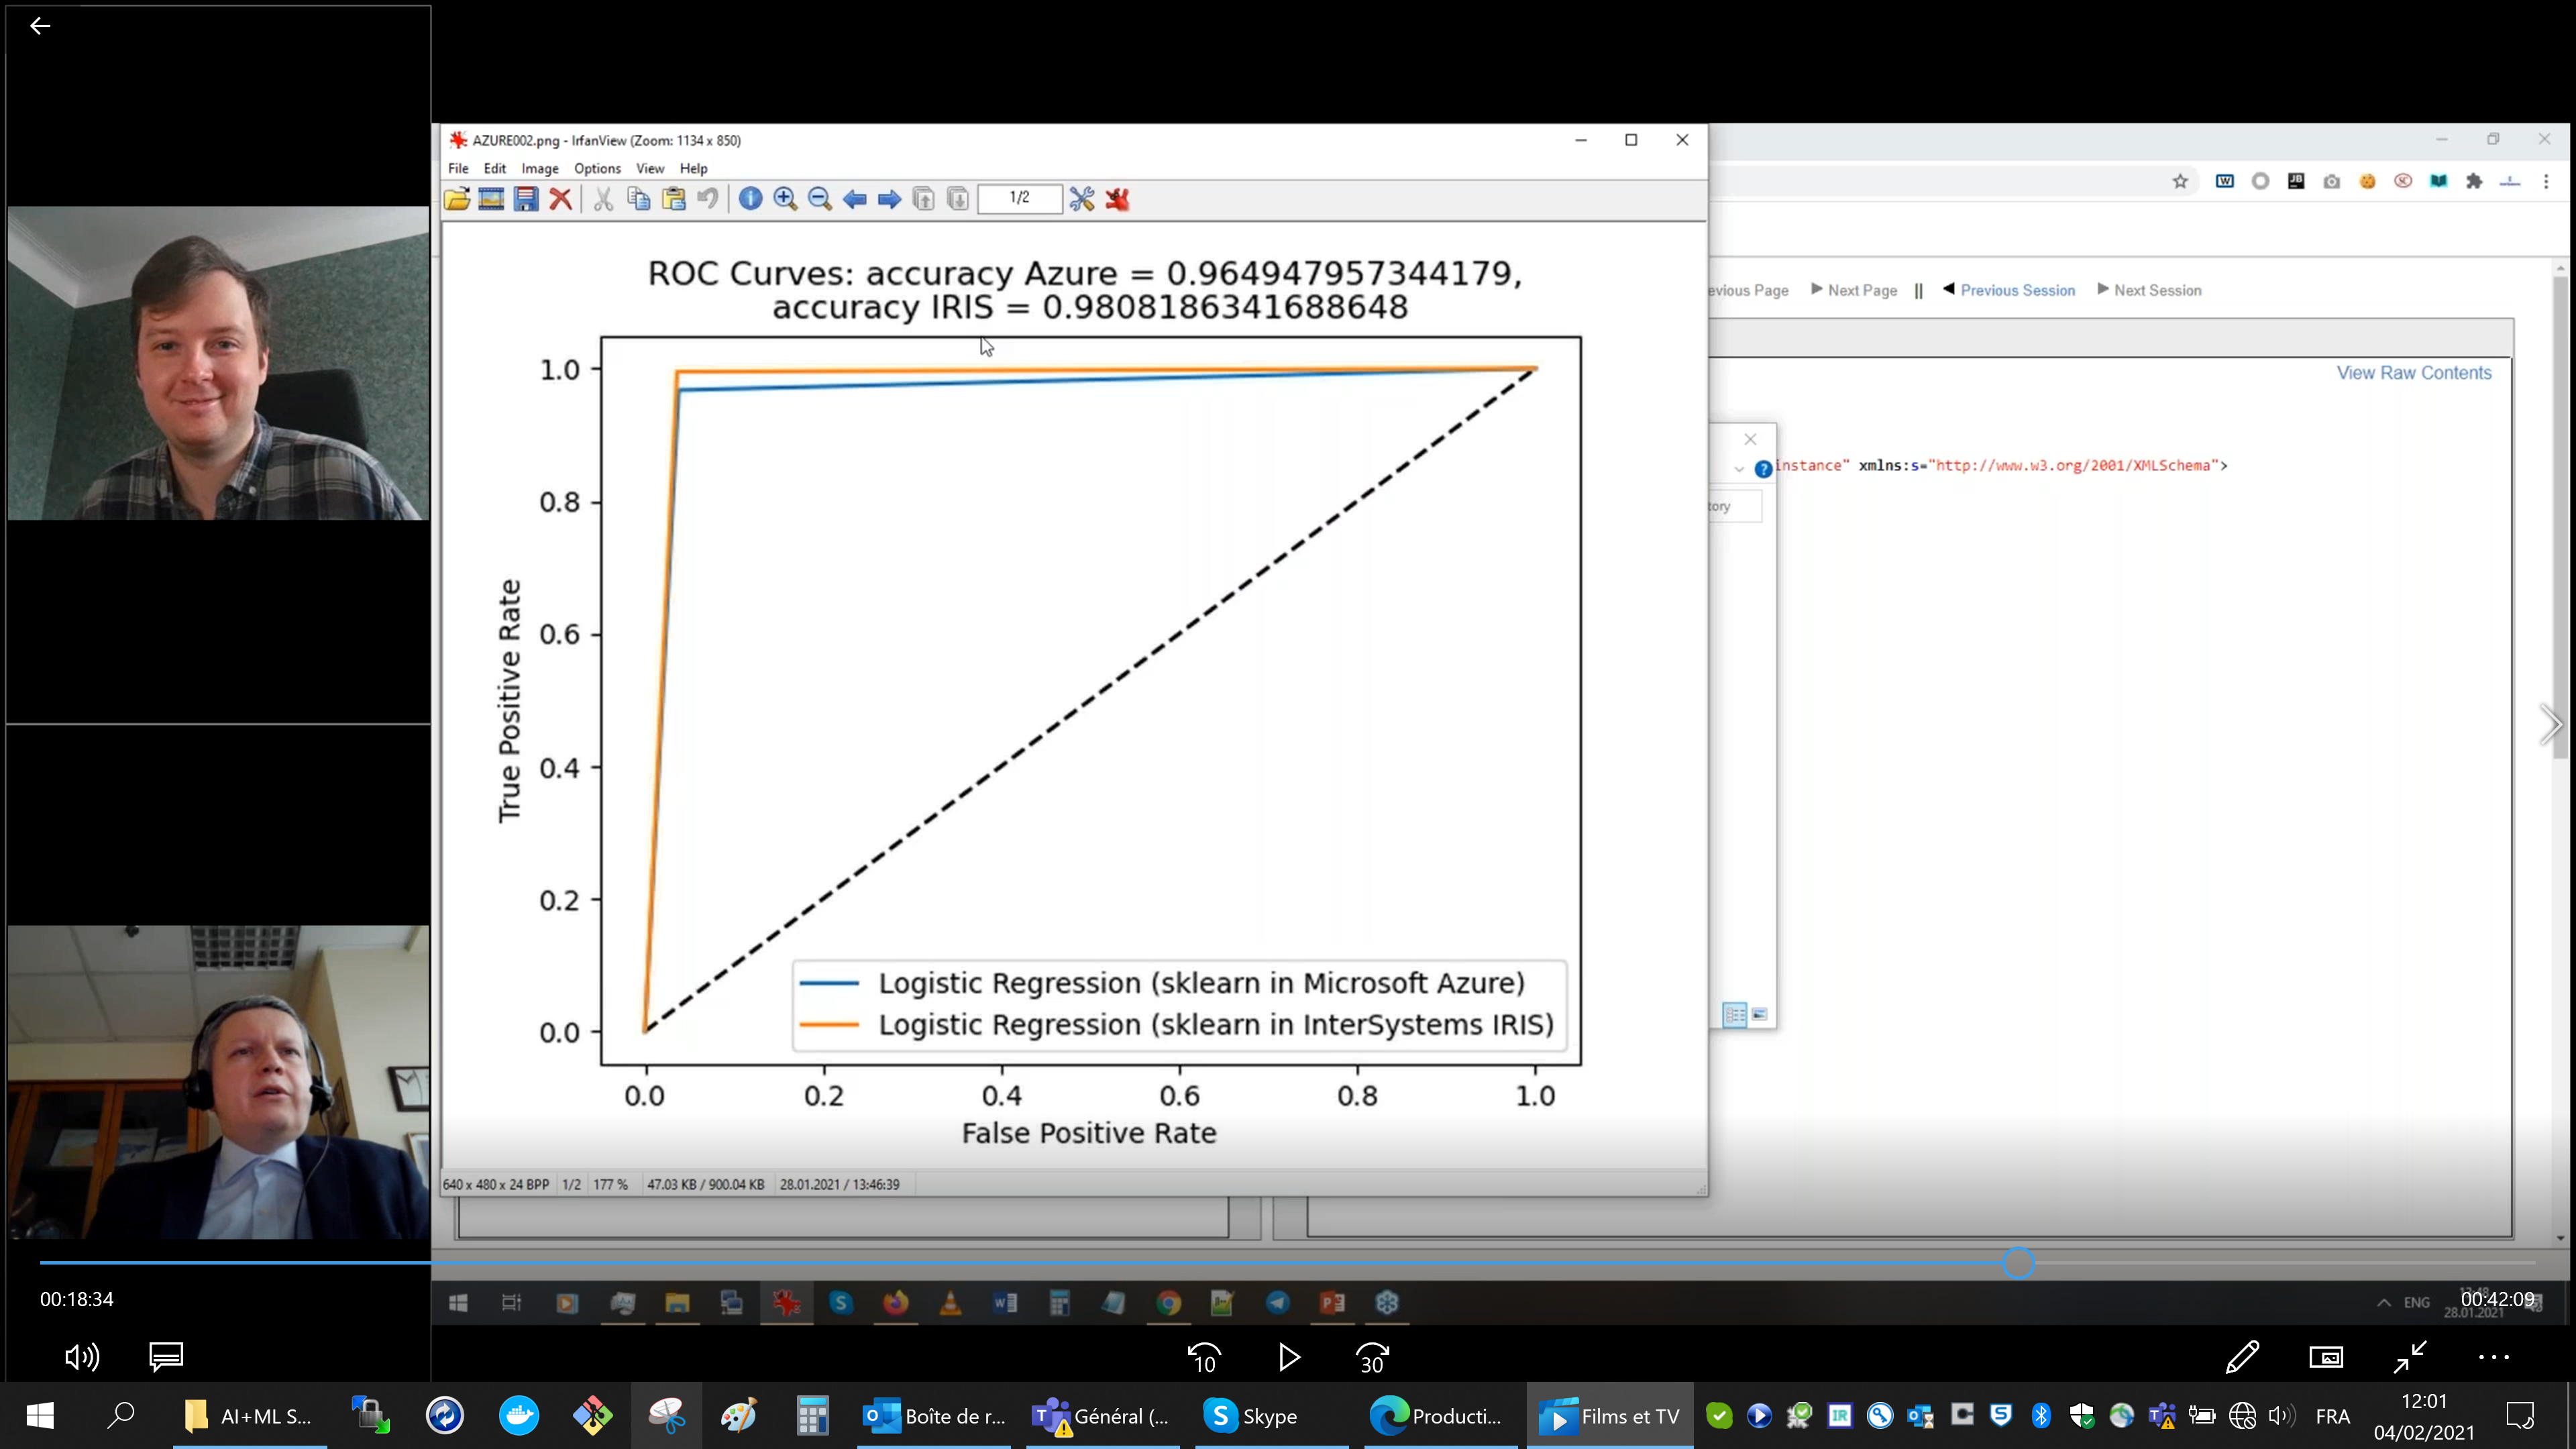 AZURE002.png - IrfanView (Zoom: 1134 x 850)
File Edit Image Options View Help
1/2
ROC Curves: accuracy Azure = 0.964947957344179,
accuracy IRIS = 0.9808186341688648
1.0
0.8
0.6
0.4
0.2
0.0
True Positive Rate
Logistic Regression (sklearn in Microsoft Azure)
Logistic Regression (sklearn in InterSystems IRIS)
0.0 0.2 0.4 0.6 0.8 1.0
False Positive Rate
640 x 480 x 24 BPP 1/2 177 % 47.03 KB / 900.04 KB 28.01.2021 / 13:46:39
evious Page Next Page || Previous Session Next Session
View Raw Contents
instance" xmlns:s="http://www.w3.org/2001/XMLSchema">
tory
00:18:34
00:42:09
ENG
28.01.2021
10
30
AI+ML S...
Boîte de r...
Général (...
Skype
Producti...
Films et TV
FRA
12:01
04/02/2021